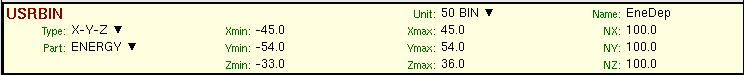 USRBIN Unit: 50 BIN ▼ Name: EneDep
Type: X-Y-Z ▼ Xmin: -45.0 Xmax: 45.0 NX: 100.0
Part: ENERGY ▼ Ymin: -54.0 Ymax: 54.0 NY: 100.0
Zmin: -33.0 Zmax: 36.0 NZ: 100.0